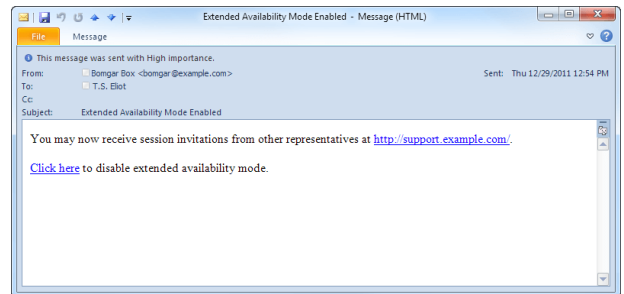 Extended Availability Mode Enabled - Message (HTML)
File Message
This message was sent with High importance.
From: Bomgar Box <bomgar@example.com> Sent: Thu 12/29/2011 12:54 PM
To: T.S. Eliot
Cc:
Subject: Extended Availability Mode Enabled
You may now receive session invitations from other representatives at http://support.example.com/.
Click here to disable extended availability mode.